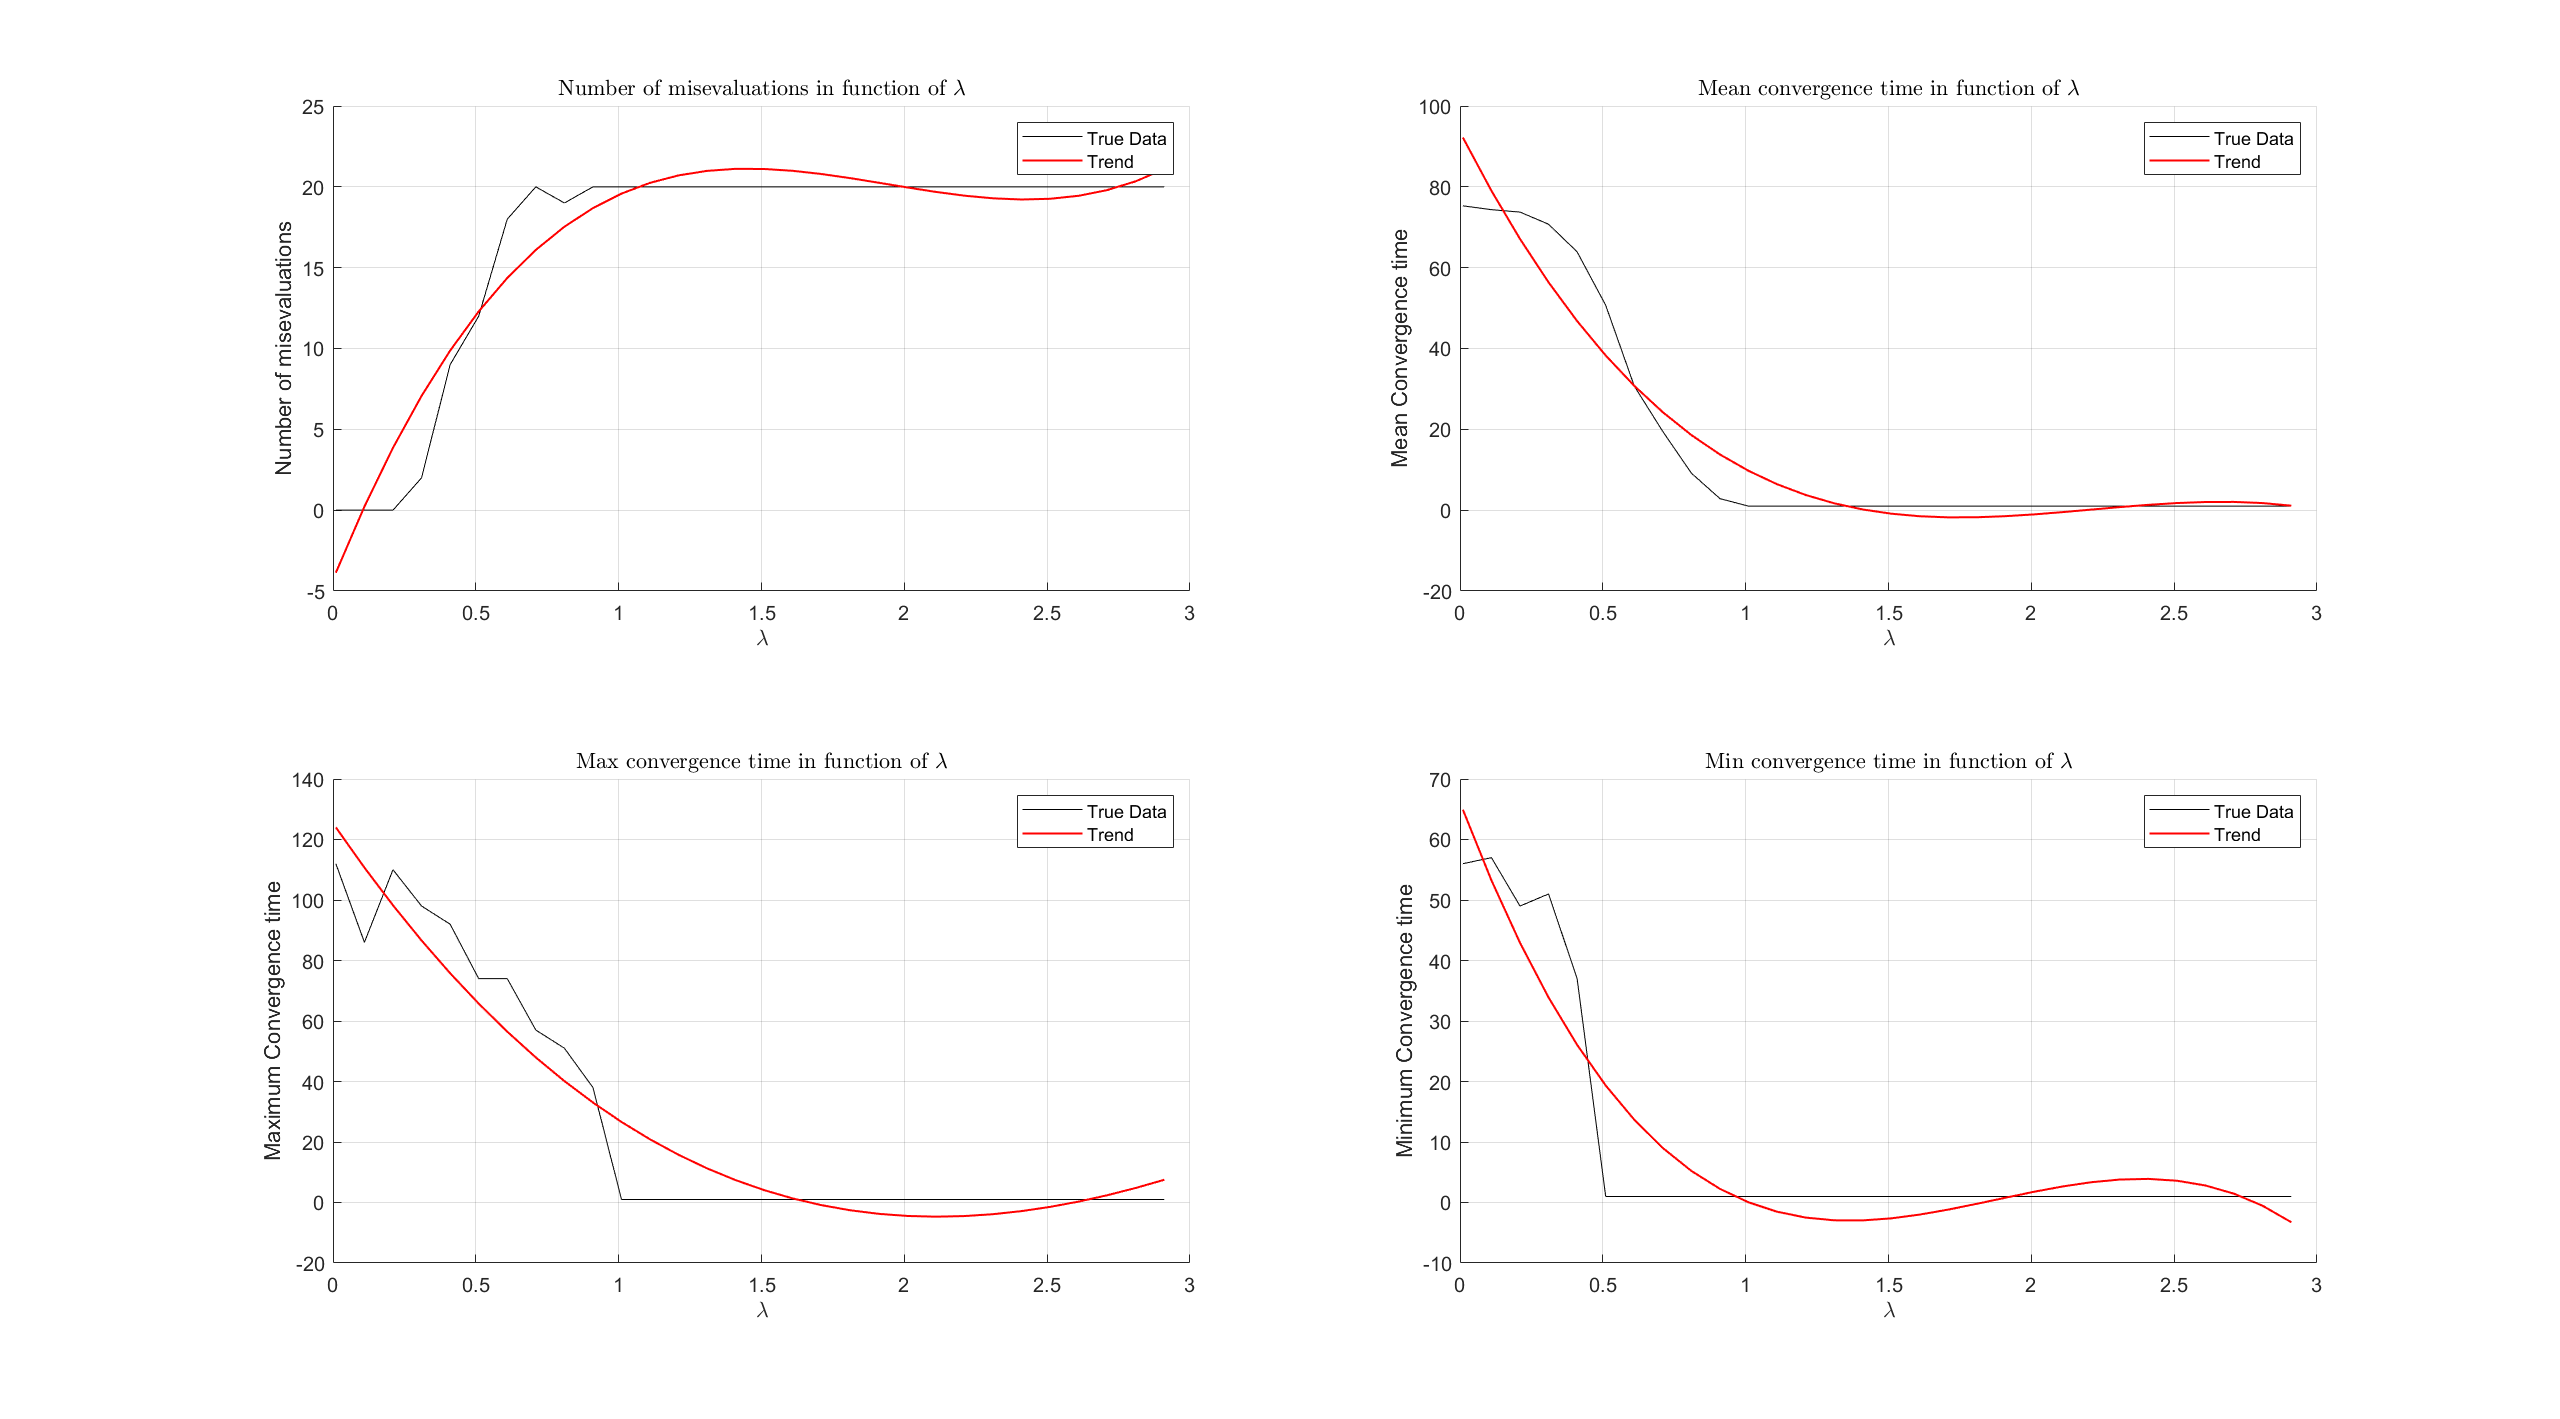 Number of misevaluations in function of λ
25
20
15
10
5
0
-5
Number of misevaluations
True Data
Trend
0 0.5 1 1.5 2 2.5 3
λ
Mean convergence time in function of λ
100
80
60
40
20
0
-20
Mean Convergence time
True Data
Trend
0 0.5 1 1.5 2 2.5 3
λ
Max convergence time in function of λ
140
120
100
80
60
40
20
0
-20
Maximum Convergence time
True Data
Trend
0 0.5 1 1.5 2 2.5 3
λ
Min convergence time in function of λ
70
60
50
40
30
20
10
0
-10
Minimum Convergence time
True Data
Trend
0 0.5 1 1.5 2 2.5 3
λ